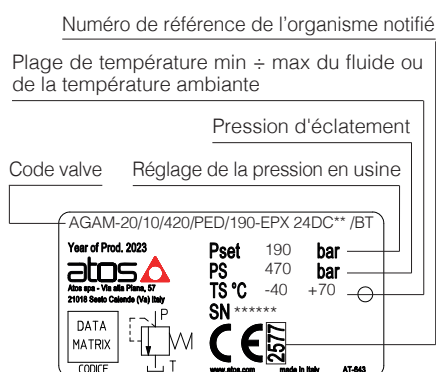 Numéro de référence de l'organisme notifié
Plage de température min ÷ max du fluide ou
de la température ambiante
Pression d'éclatement
Code valve Réglage de la pression en usine
AGAM-20/10/420/PED/190-EPX 24DC** /BT
Year of Prod. 2023
Pset 190 bar
atos
PS 470 bar
Atos spa - Via alla Piana, 57
TS °C -40 +70
21018 Sesto Calende (Va) Italy
SN ******
P
DATA
MATRIX
CE 2577
T
CODICE
www.atos.com made in Italy AT-643